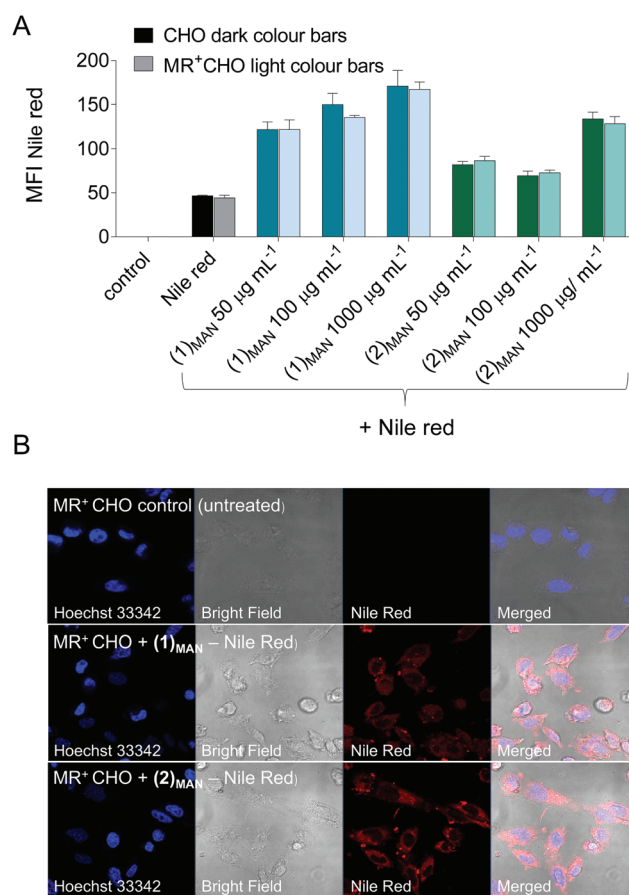 A
CHO dark colour bars
MR⁺CHO light colour bars
MFI Nile red
200
150
100
50
0
control
Nile red
(1)MAN 50 µg mL⁻¹
(1)MAN 100 µg mL⁻¹
(1)MAN 1000 µg mL⁻¹
(2)MAN 50 µg mL⁻¹
(2)MAN 100 µg mL⁻¹
(2)MAN 1000 µg/ mL⁻¹
+ Nile red
B
MR⁺ CHO control (untreated)
Hoechst 33342 Bright Field Nile Red Merged
MR⁺ CHO + (1)MAN – Nile Red)
Hoechst 33342 Bright Field Nile Red Merged
MR⁺ CHO + (2)MAN – Nile Red)
Hoechst 33342 Bright Field Nile Red Merged